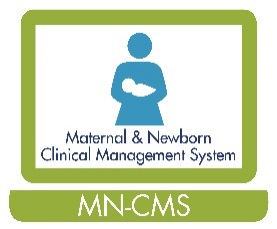 Maternal & Newborn
Clinical Management System
MN-CMS